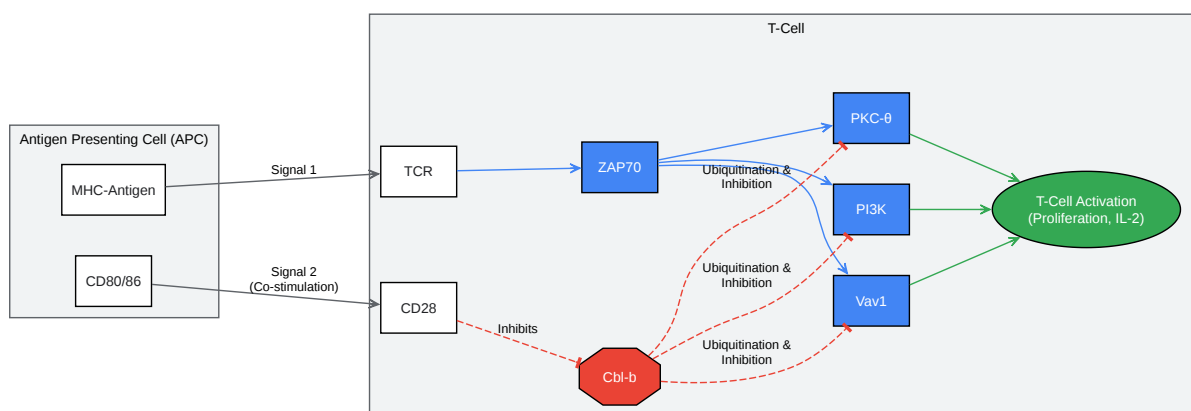 T-Cell
Antigen Presenting Cell (APC)
MHC-Antigen
CD80/86
Signal 1
Signal 2
(Co-stimulation)
TCR
CD28
Inhibits
ZAP70
Cbl-b
Ubiquitination &
Inhibition
Ubiquitination &
Inhibition
Ubiquitination &
Inhibition
PKC-θ
PI3K
Vav1
T-Cell Activation
(Proliferation, IL-2)